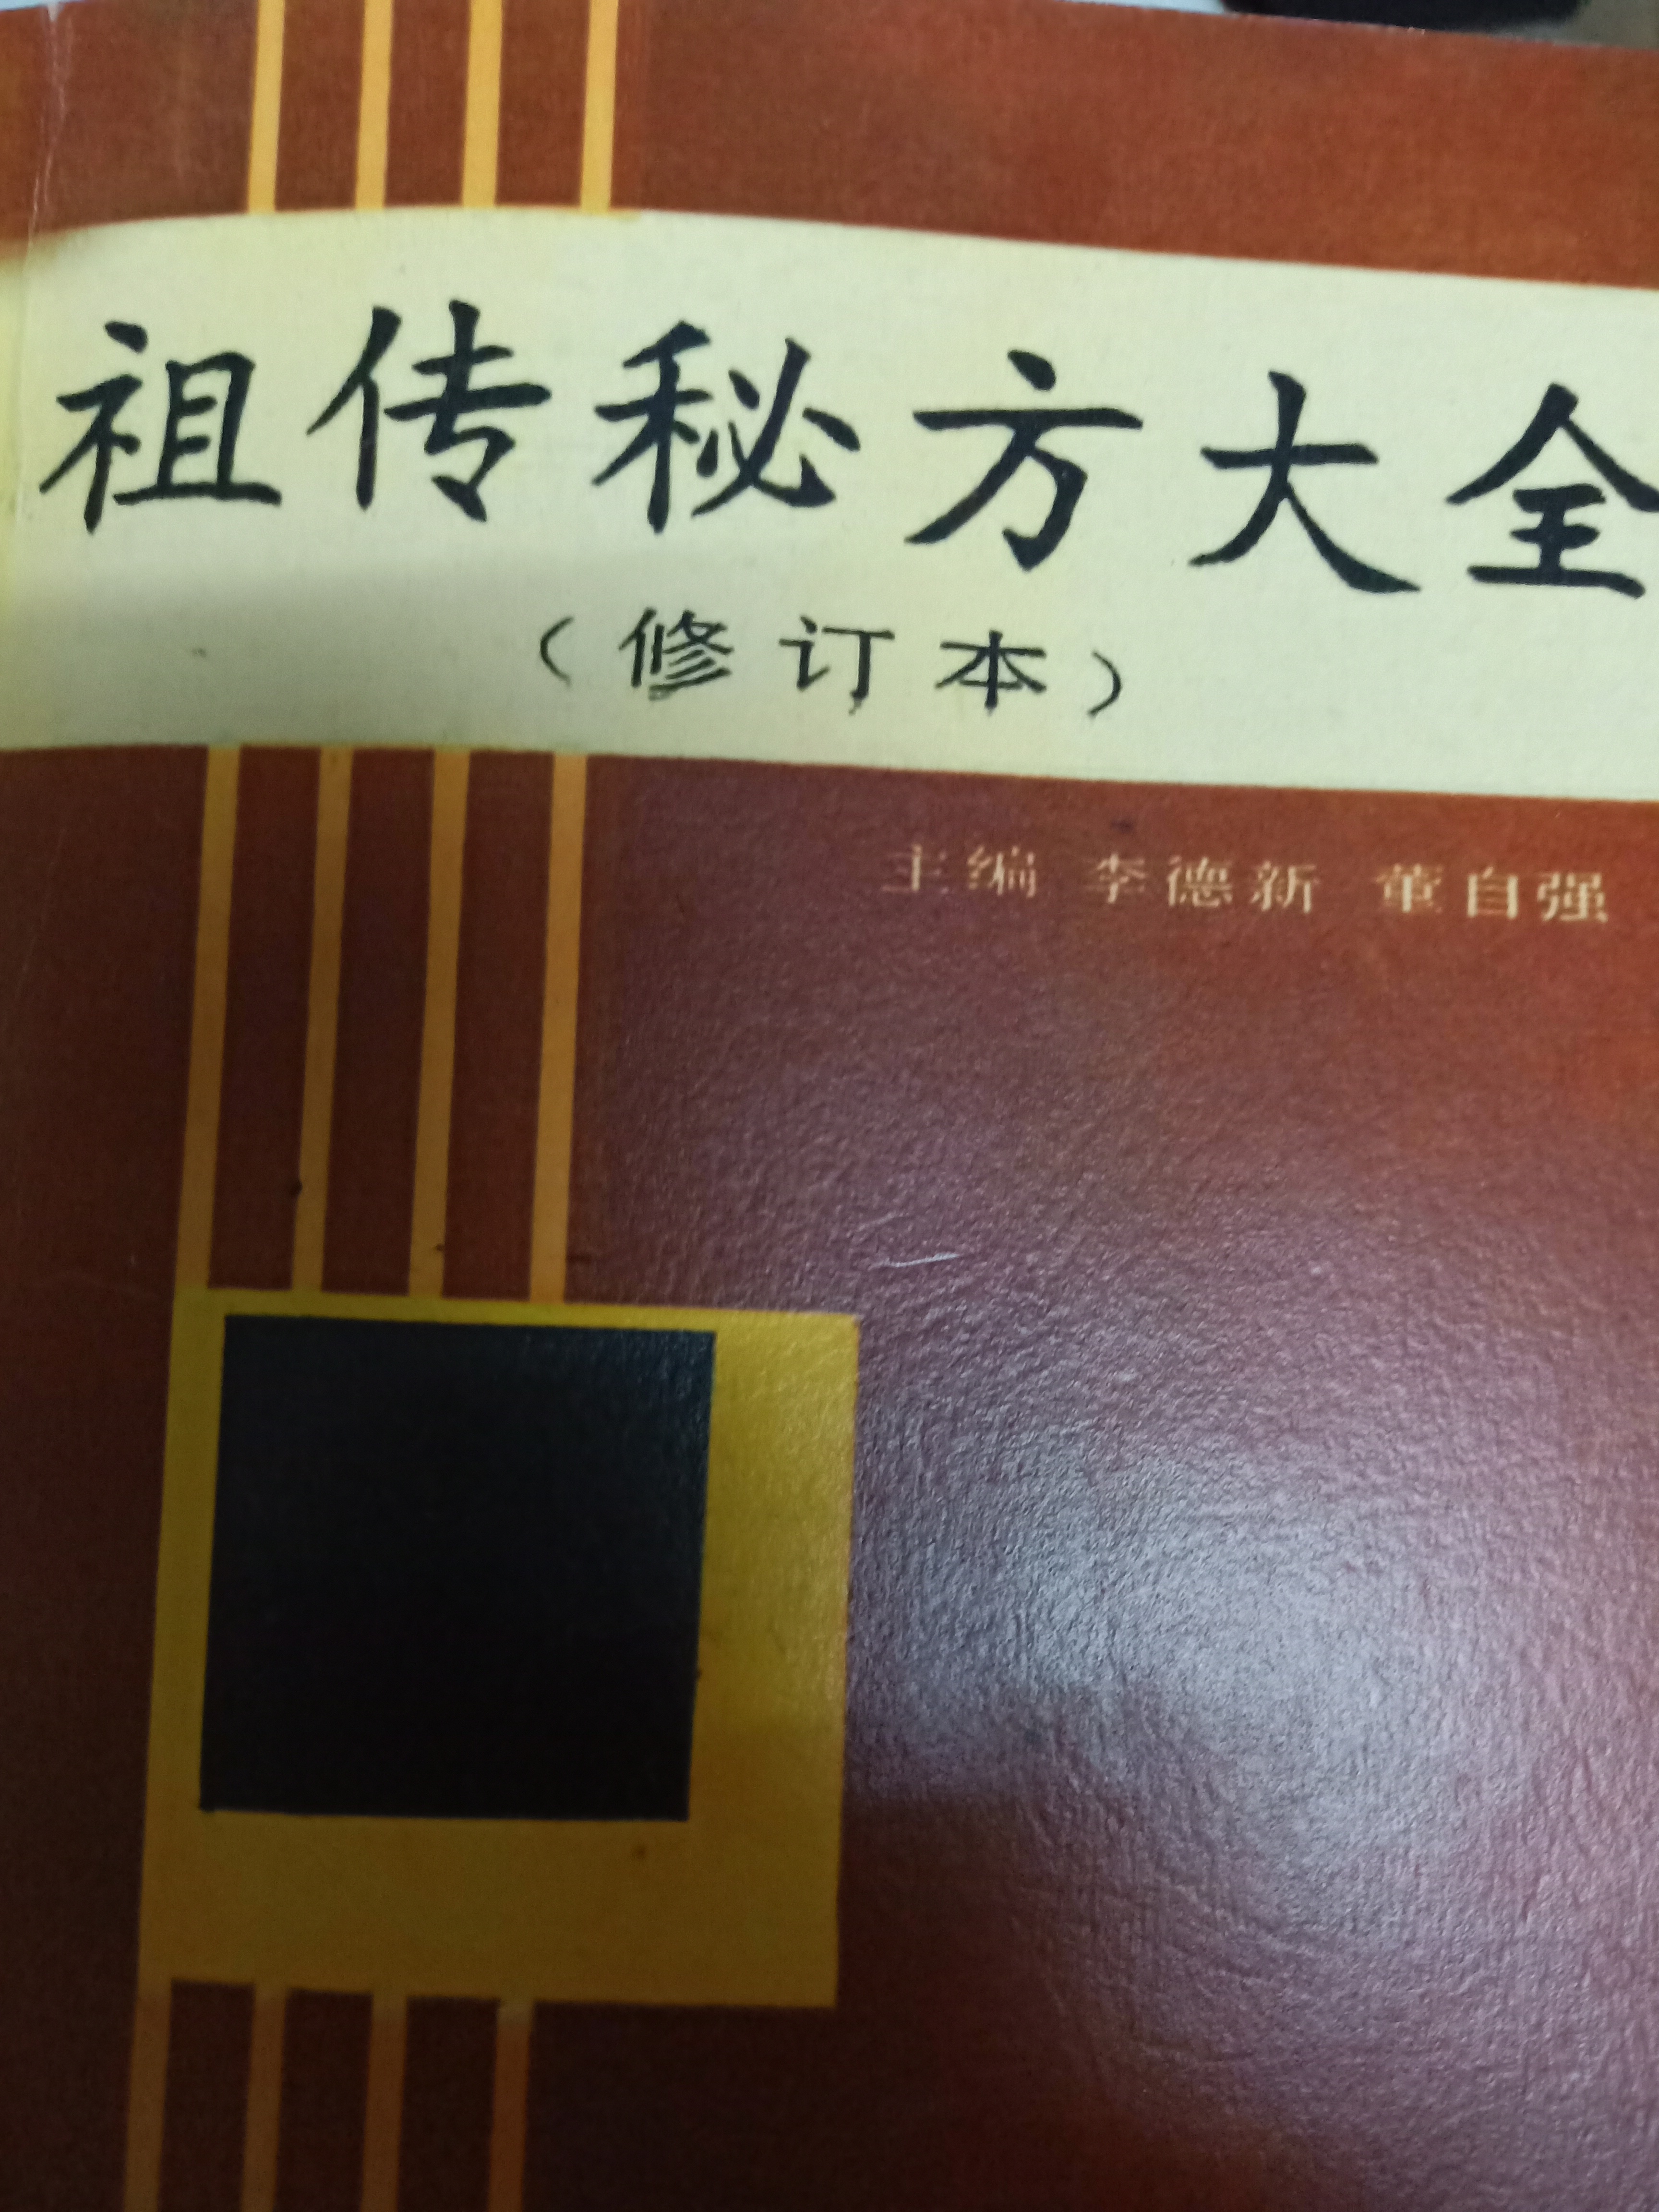 祖传秘方大全
（修订本）
主编 李德新 董自强